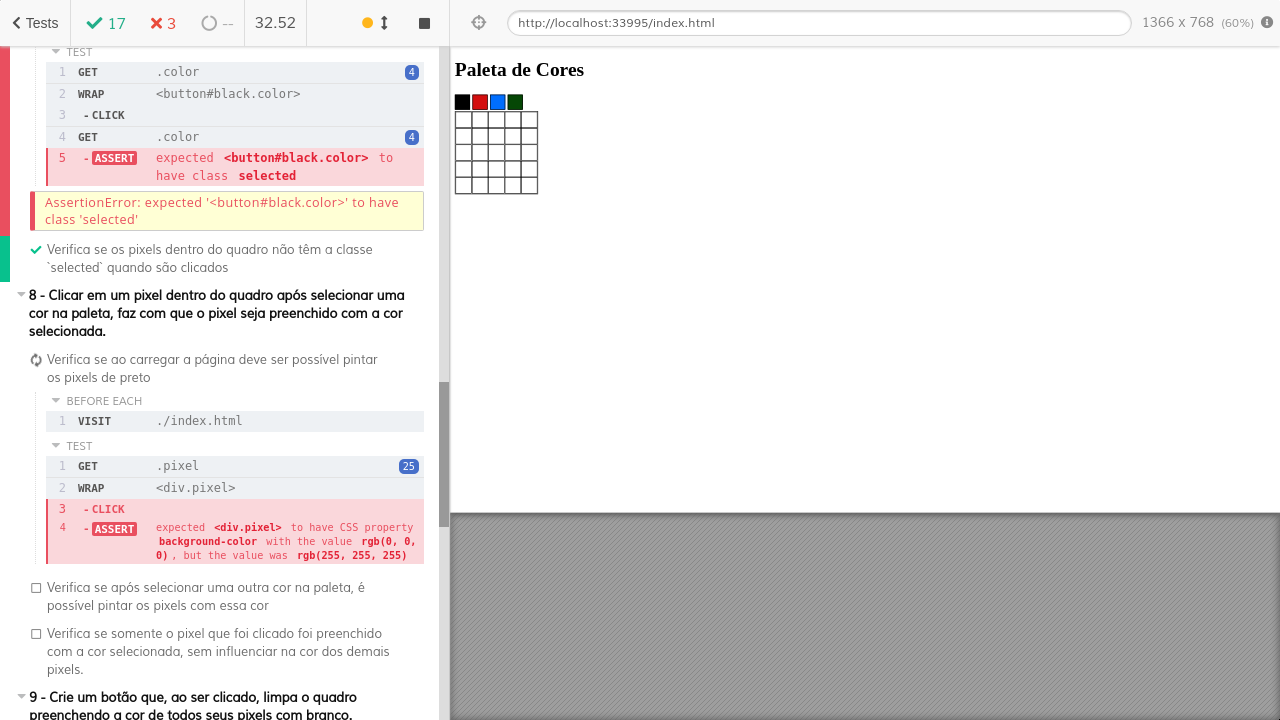 Tests
17
3
--
32.52
http://localhost:33995/index.html
1366 x 768 (60%)
TEST
1 GET .color 4
2 WRAP <button#black.color>
3 - CLICK
4 GET .color 4
5 - ASSERT expected <button#black.color> to
have class selected
AssertionError: expected '<button#black.color>' to have
class 'selected'
Verifica se os pixels dentro do quadro não têm a classe
`selected` quando são clicados
8 - Clicar em um pixel dentro do quadro após selecionar uma
cor na paleta, faz com que o pixel seja preenchido com a cor
selecionada.
Verifica se ao carregar a página deve ser possível pintar
os pixels de preto
BEFORE EACH
1 VISIT ./index.html
TEST
1 GET .pixel 25
2 WRAP <div.pixel>
3 - CLICK
4 - ASSERT expected <div.pixel> to have CSS property
background-color with the value rgb(0, 0,
0), but the value was rgb(255, 255, 255)
Verifica se após selecionar uma outra cor na paleta, é
possível pintar os pixels com essa cor
Verifica se somente o pixel que foi clicado foi preenchido
com a cor selecionada, sem influenciar na cor dos demais
pixels.
9 - Crie um botão que, ao ser clicado, limpa o quadro
preenchendo a cor de todos seus pixels com branco.
Paleta de Cores